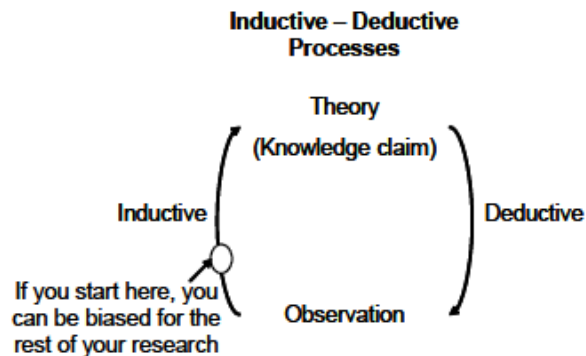 Inductive – Deductive
Processes
Theory
(Knowledge claim)
Inductive
Deductive
If you start here, you
can be biased for the
rest of your research
Observation